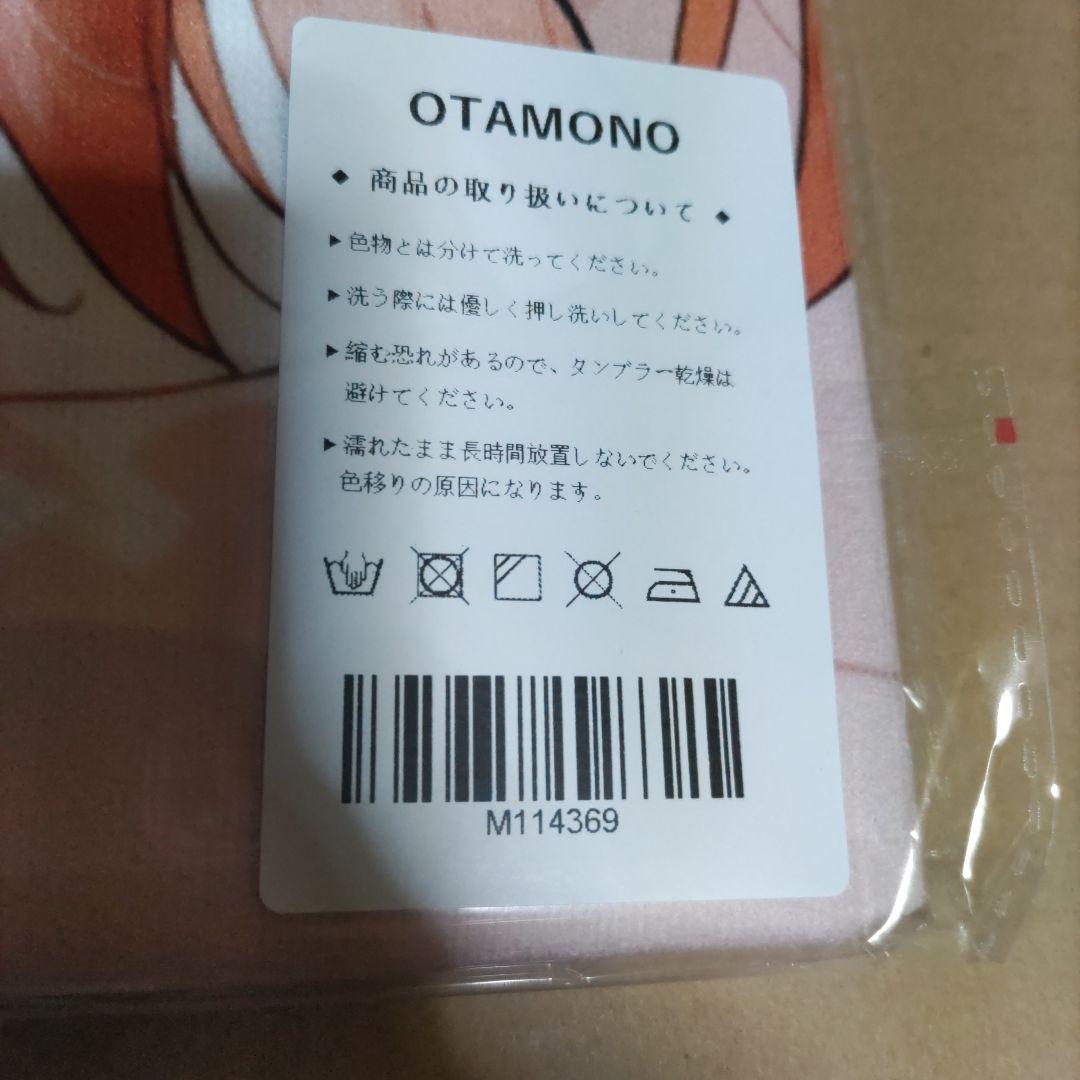 OTAMONO
◆ 商品の取り扱いについて ◆
▶色物とは分けて洗ってください。
▶洗う際には優しく押し洗いしてください。
▶縮む恐れがあるので、タンブラー乾燥は
避けてください。
▶濡れたまま長時間放置しないでください。
色移りの原因になります。
M114369